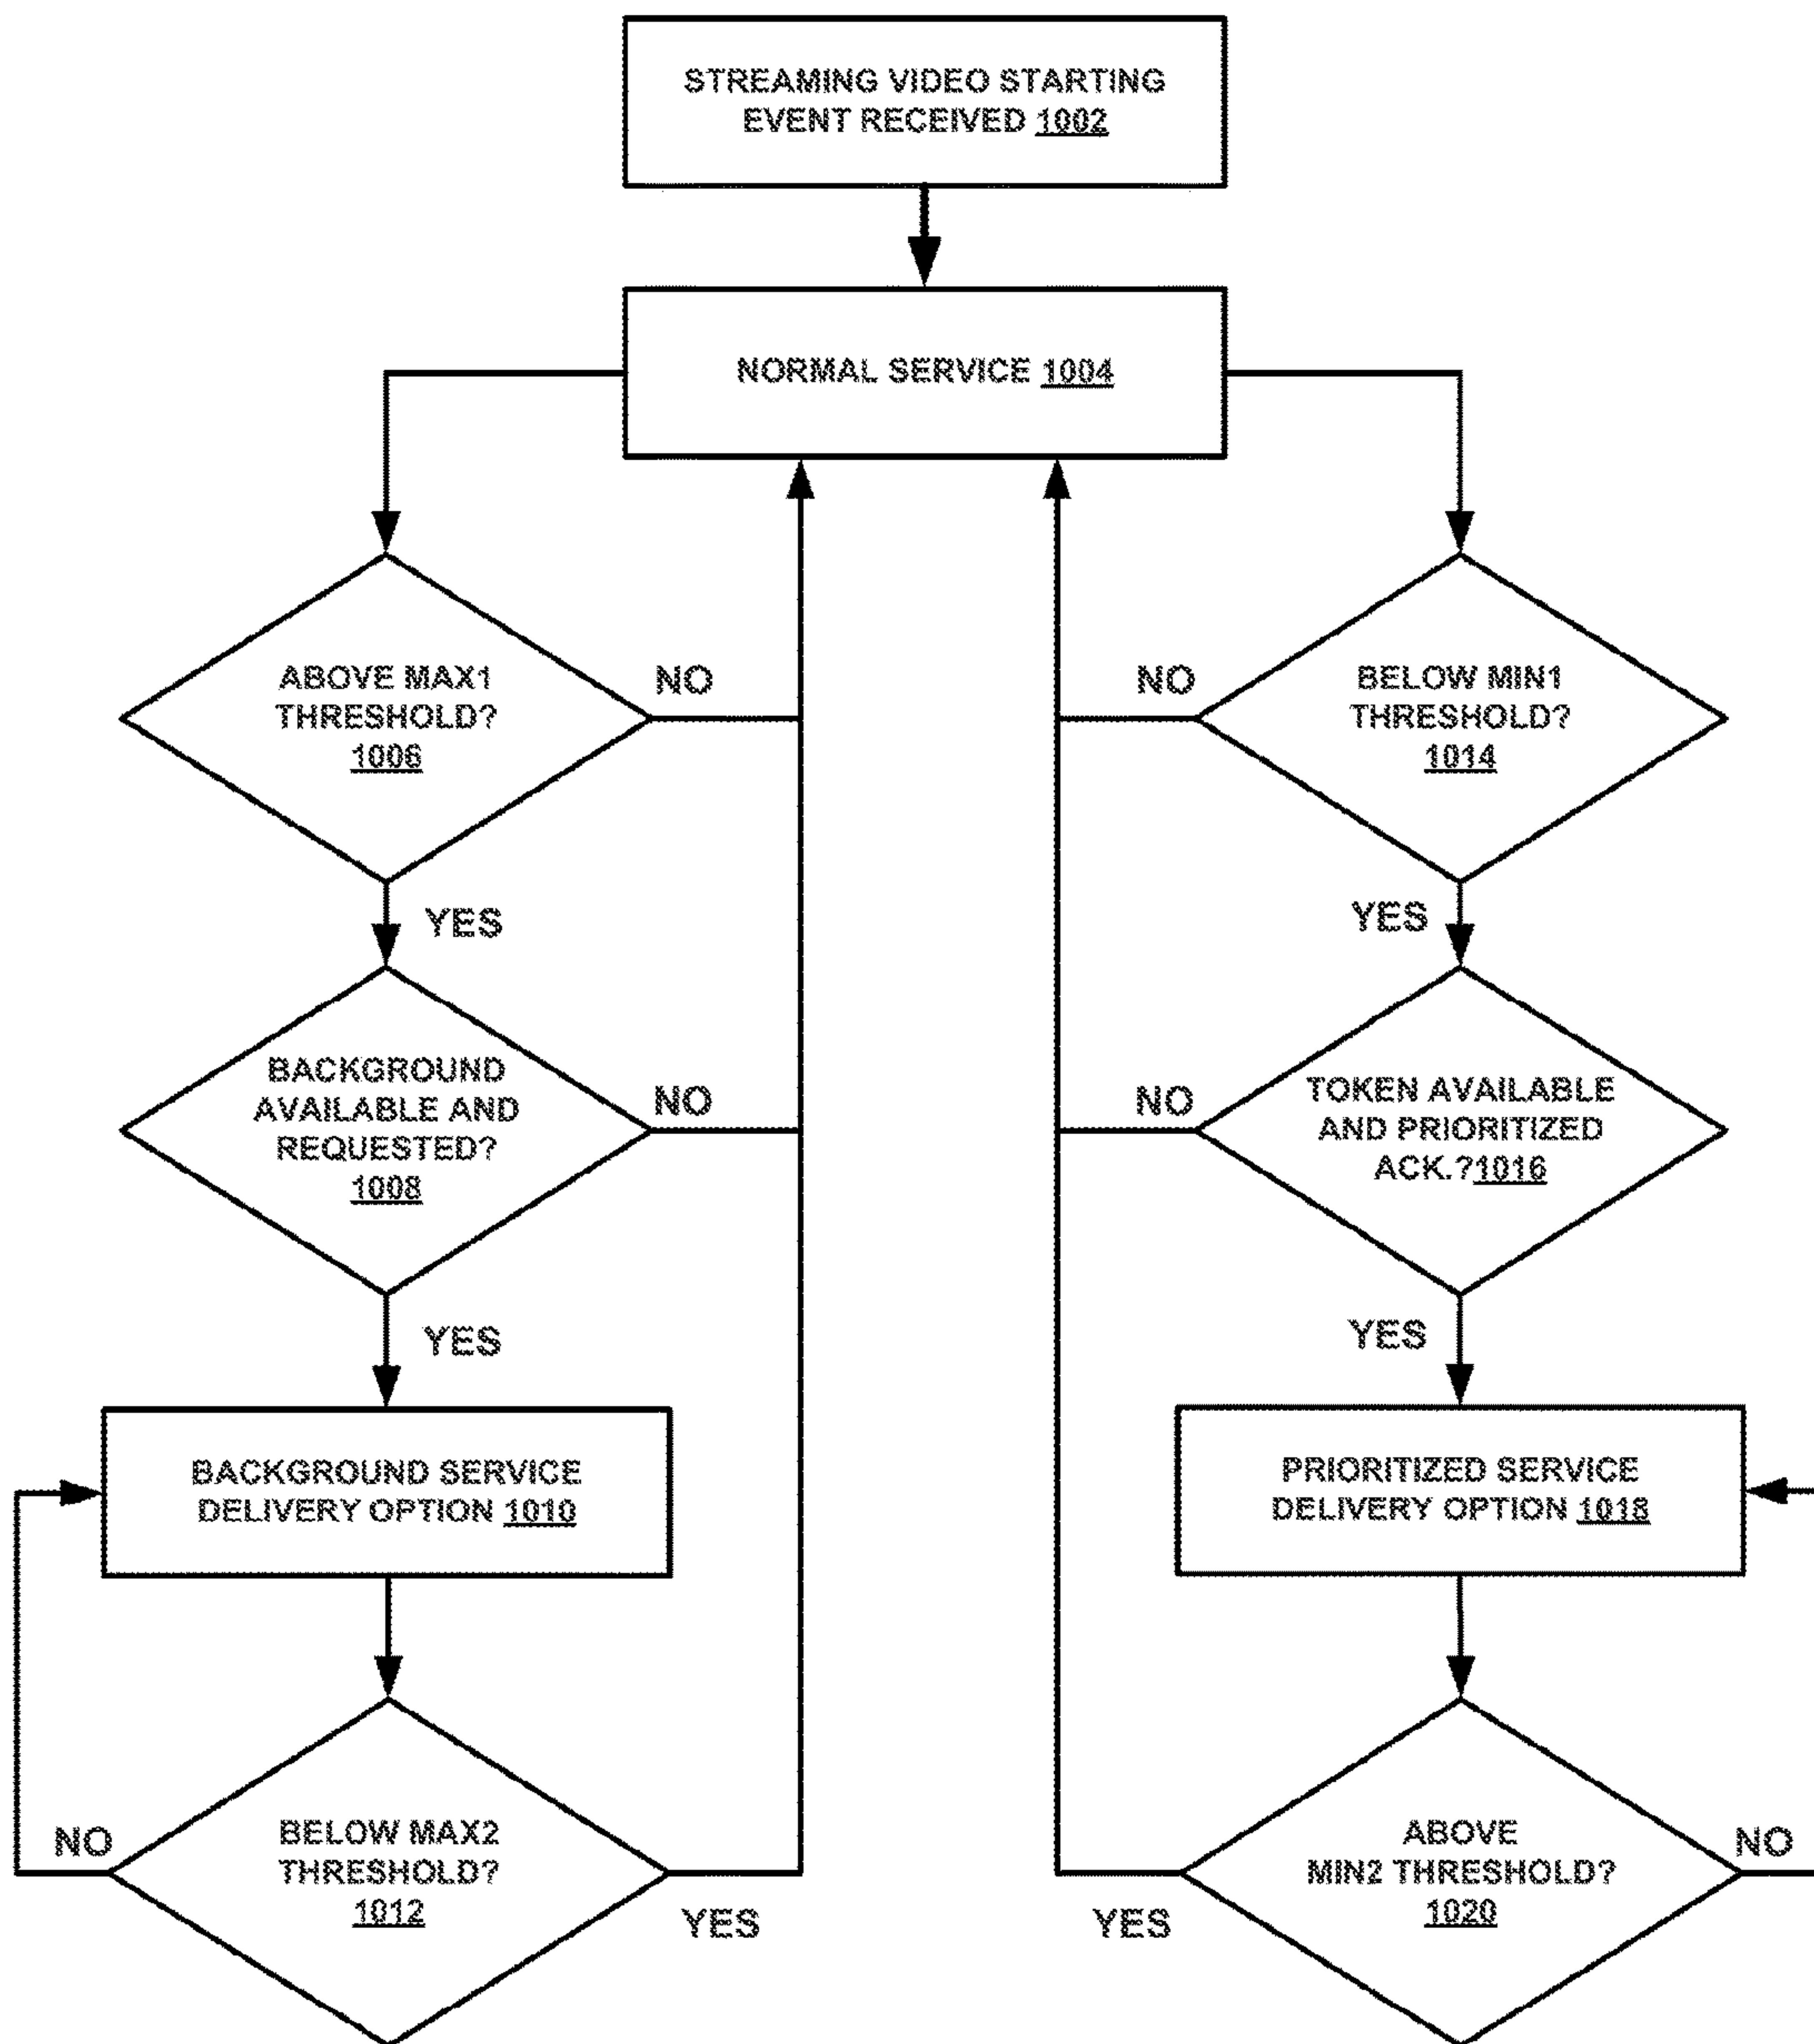 STREAMING VIDEO STARTING
EVENT RECEIVED 1002
NORMAL SERVICE 1004
ABOVE MAX1
THRESHOLD?
1006
NO
YES
BACKGROUND
AVAILABLE AND
REQUESTED?
1008
NO
YES
BACKGROUND SERVICE
DELIVERY OPTION 1010
BELOW MAX2
THRESHOLD?
1012
NO
YES
BELOW MIN1
THRESHOLD?
1014
NO
YES
TOKEN AVAILABLE
AND PRIORITIZED
ACK.?1016
NO
YES
PRIORITIZED SERVICE
DELIVERY OPTION 1018
ABOVE
MIN2 THRESHOLD?
1020
NO
YES